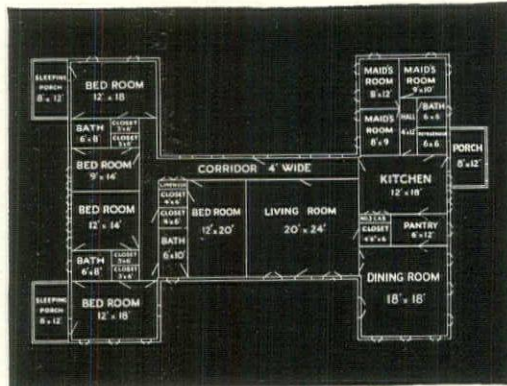 SLEEPING
PORCH
8' x 12'
BED ROOM
12' x 18
BATH
6' x 8'
CLOSET
3' x 6'
CLOSET
3' x 6'
BED ROOM
9' x 14'
BED ROOM
12' x 14'
BATH
6' x 8'
CLOSET
3' x 6'
CLOSET
3' x 6'
SLEEPING
PORCH
8' x 12'
BED ROOM
12' x 18'
CORRIDOR 4' WIDE
CLOSET
4' x 6'
CLOSET
4' x 6'
BATH
6' x 10'
BED ROOM
12' x 20'
LIVING ROOM
20' x 24'
MAID'S
ROOM
8' x 12'
MAID'S
ROOM
9' x 10'
MAID'S
ROOM
8' x 9
HALL
4' x 12'
BATH
6 x 6
6 x 6
PORCH
8' x 12'
KITCHEN
12' x 18'
CLOSET
PANTRY
6' x 12'
DINING ROOM
18' x 18'